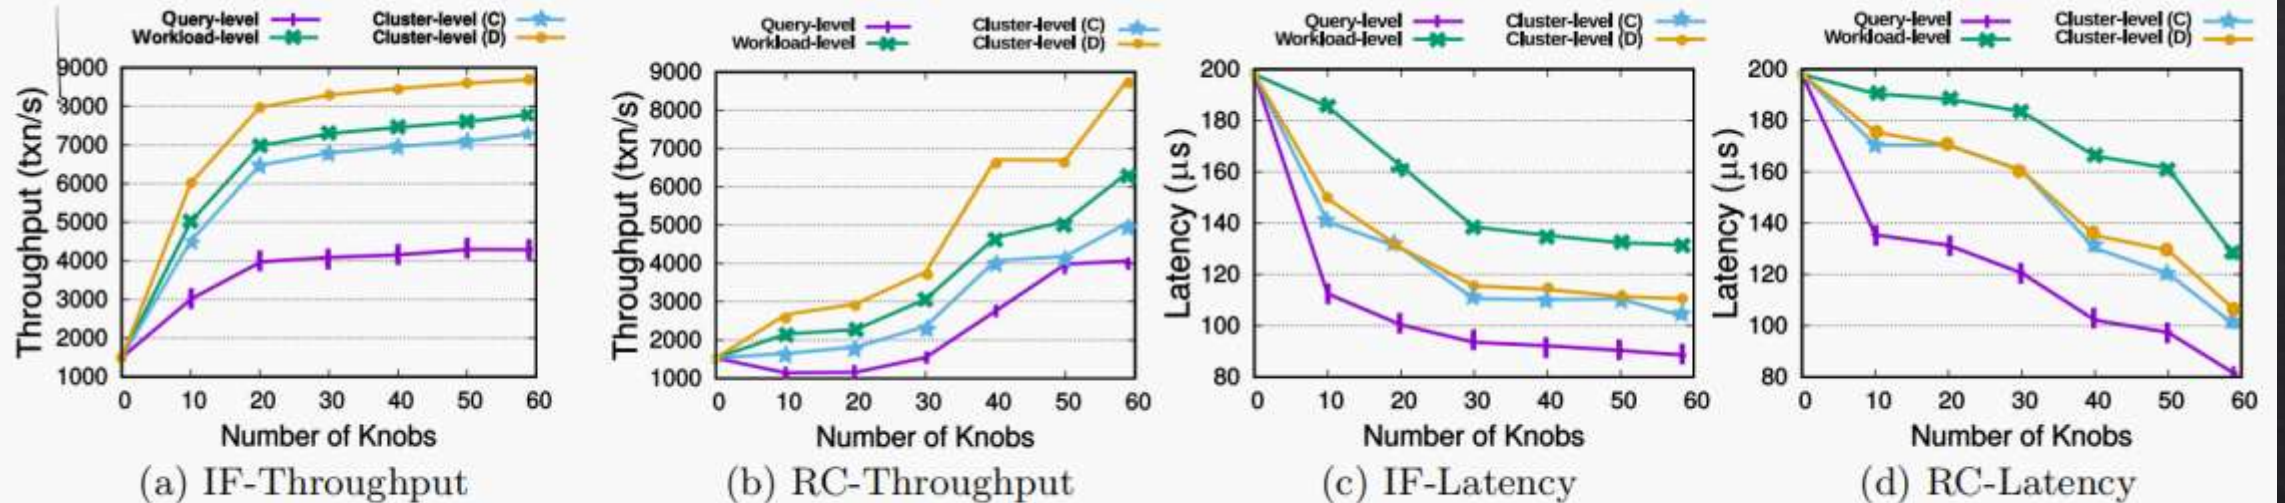 Query-level Cluster-level (C)
Workload-level Cluster-level (D)
9000
8000
7000
6000
5000
4000
3000
2000
1000
Throughput (txn/s)
0 10 20 30 40 50 60
Number of Knobs
(a) IF-Throughput
Query-level Cluster-level (C)
Workload-level Cluster-level (D)
9000
8000
7000
6000
5000
4000
3000
2000
1000
Throughput (txn/s)
0 10 20 30 40 50 60
Number of Knobs
(b) RC-Throughput
Query-level Cluster-level (C)
Workload-level Cluster-level (D)
200
180
160
140
120
100
80
Latency (μs)
0 10 20 30 40 50 60
Number of Knobs
(c) IF-Latency
Query-level Cluster-level (C)
Workload-level Cluster-level (D)
200
180
160
140
120
100
80
Latency (μs)
0 10 20 30 40 50 60
Number of Knobs
(d) RC-Latency